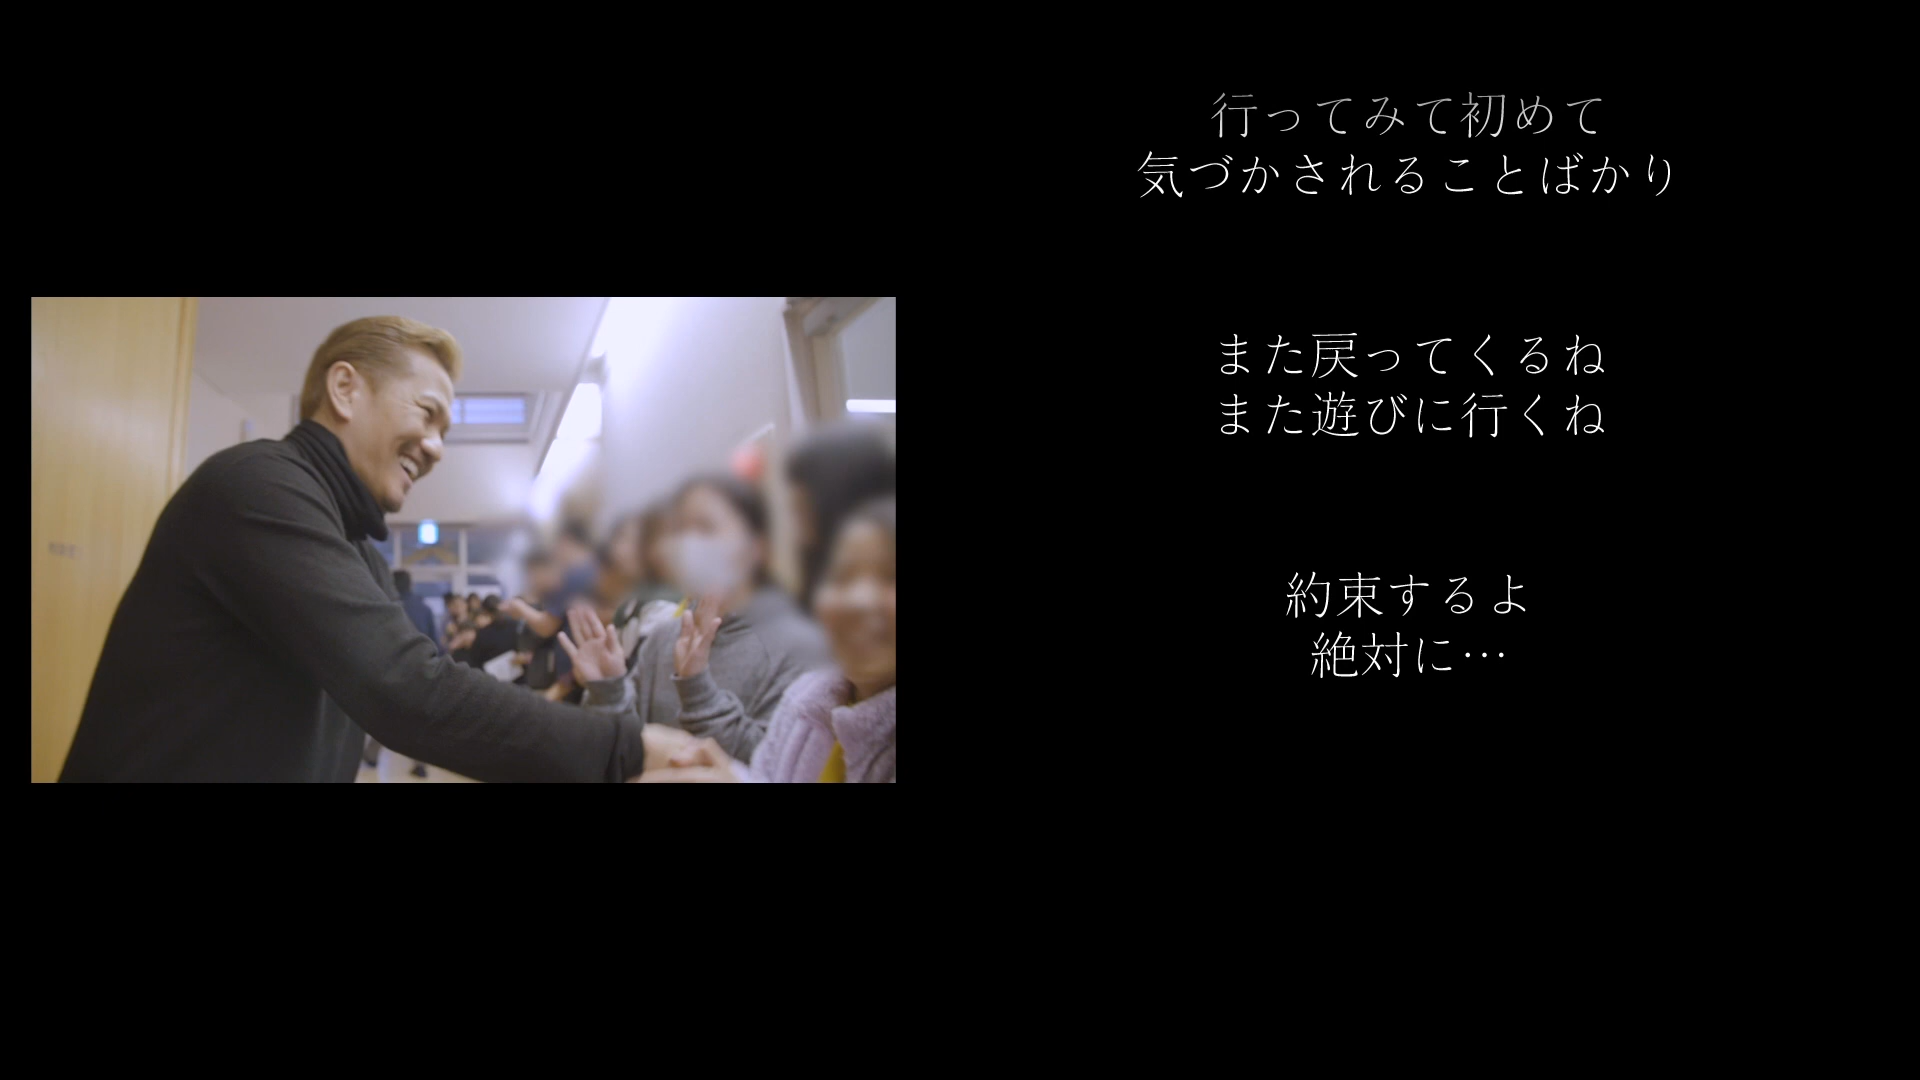 行ってみて初めて
気づかされることばかり
また戻ってくるね
また遊びに行くね
約束するよ
絶対に…